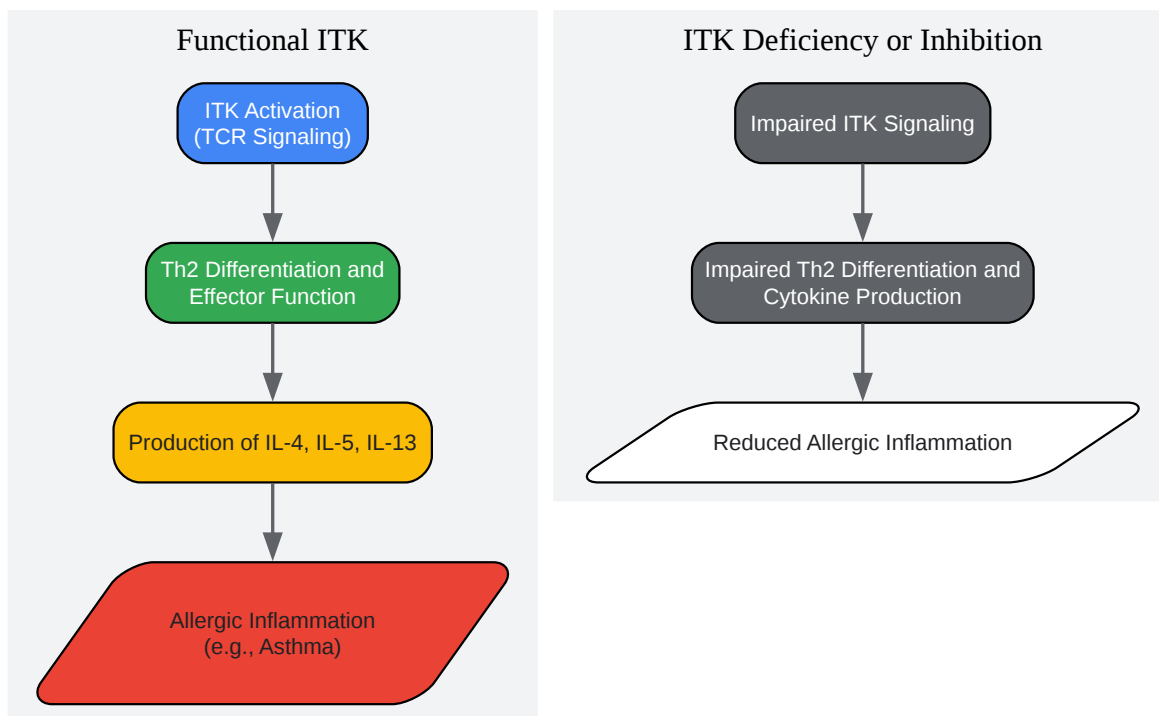 Functional ITK
ITK Activation
(TCR Signaling)
Th2 Differentiation and
Effector Function
Production of IL-4, IL-5, IL-13
Allergic Inflammation
(e.g., Asthma)
ITK Deficiency or Inhibition
Impaired ITK Signaling
Impaired Th2 Differentiation and
Cytokine Production
Reduced Allergic Inflammation